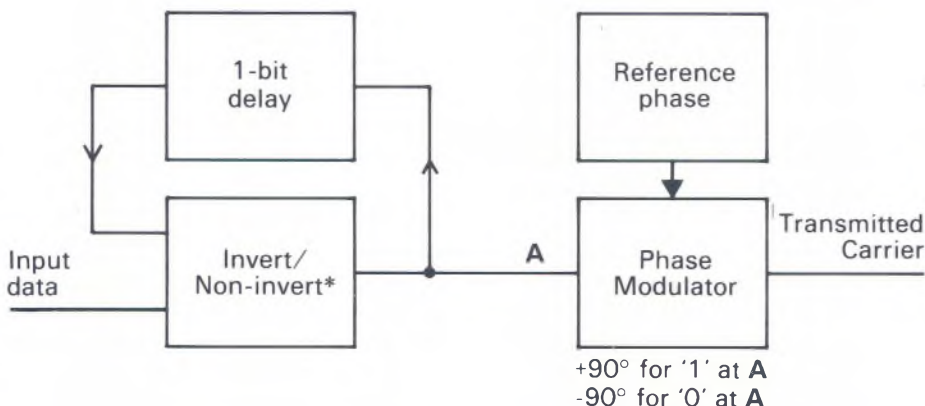 1-bit
delay
Reference
phase
Input
data
Invert/
Non-invert*
A
Phase
Modulator
Transmitted
Carrier
+90° for '1' at A
-90° for '0' at A